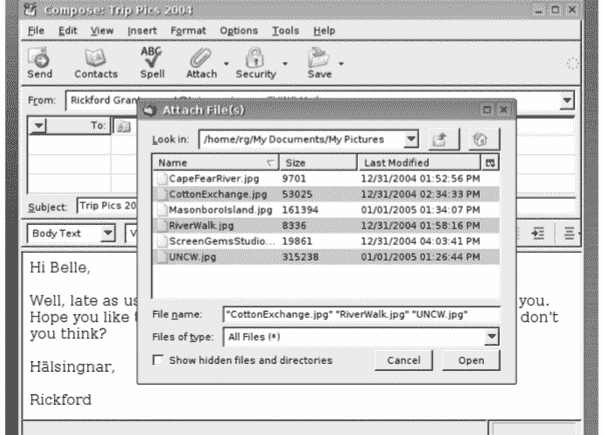 Compose: Trip Pics 2004
File Edit View Insert Format Options Tools Help
Send Contacts Spell Attach Security Save
From: Rickford Gran
Attach File(s)
To:
Look in: /home/rg/My Documents/My Pictures
Name Size Last Modified
CapeFearRiver.jpg 9701 12/31/2004 01:52:56 PM
CottonExchange.jpg 53025 12/31/2004 02:34:33 PM
MasonboroIsland.jpg 161394 01/01/2005 01:34:07 PM
RiverWalk.jpg 8336 12/31/2004 01:58:16 PM
ScreenGemsStudio... 19861 12/31/2004 04:03:41 PM
UNCW.jpg 315238 01/01/2005 01:26:44 PM
Subject: Trip Pics 20
Body Text V
File name: "CottonExchange.jpg" "RiverWalk.jpg" "UNCW.jpg"
Files of type: All Files (*)
Show hidden files and directories Cancel Open
Hi Belle,
Well, late as us you.
Hope you like don't
you think?
Hälsingnar,
Rickford